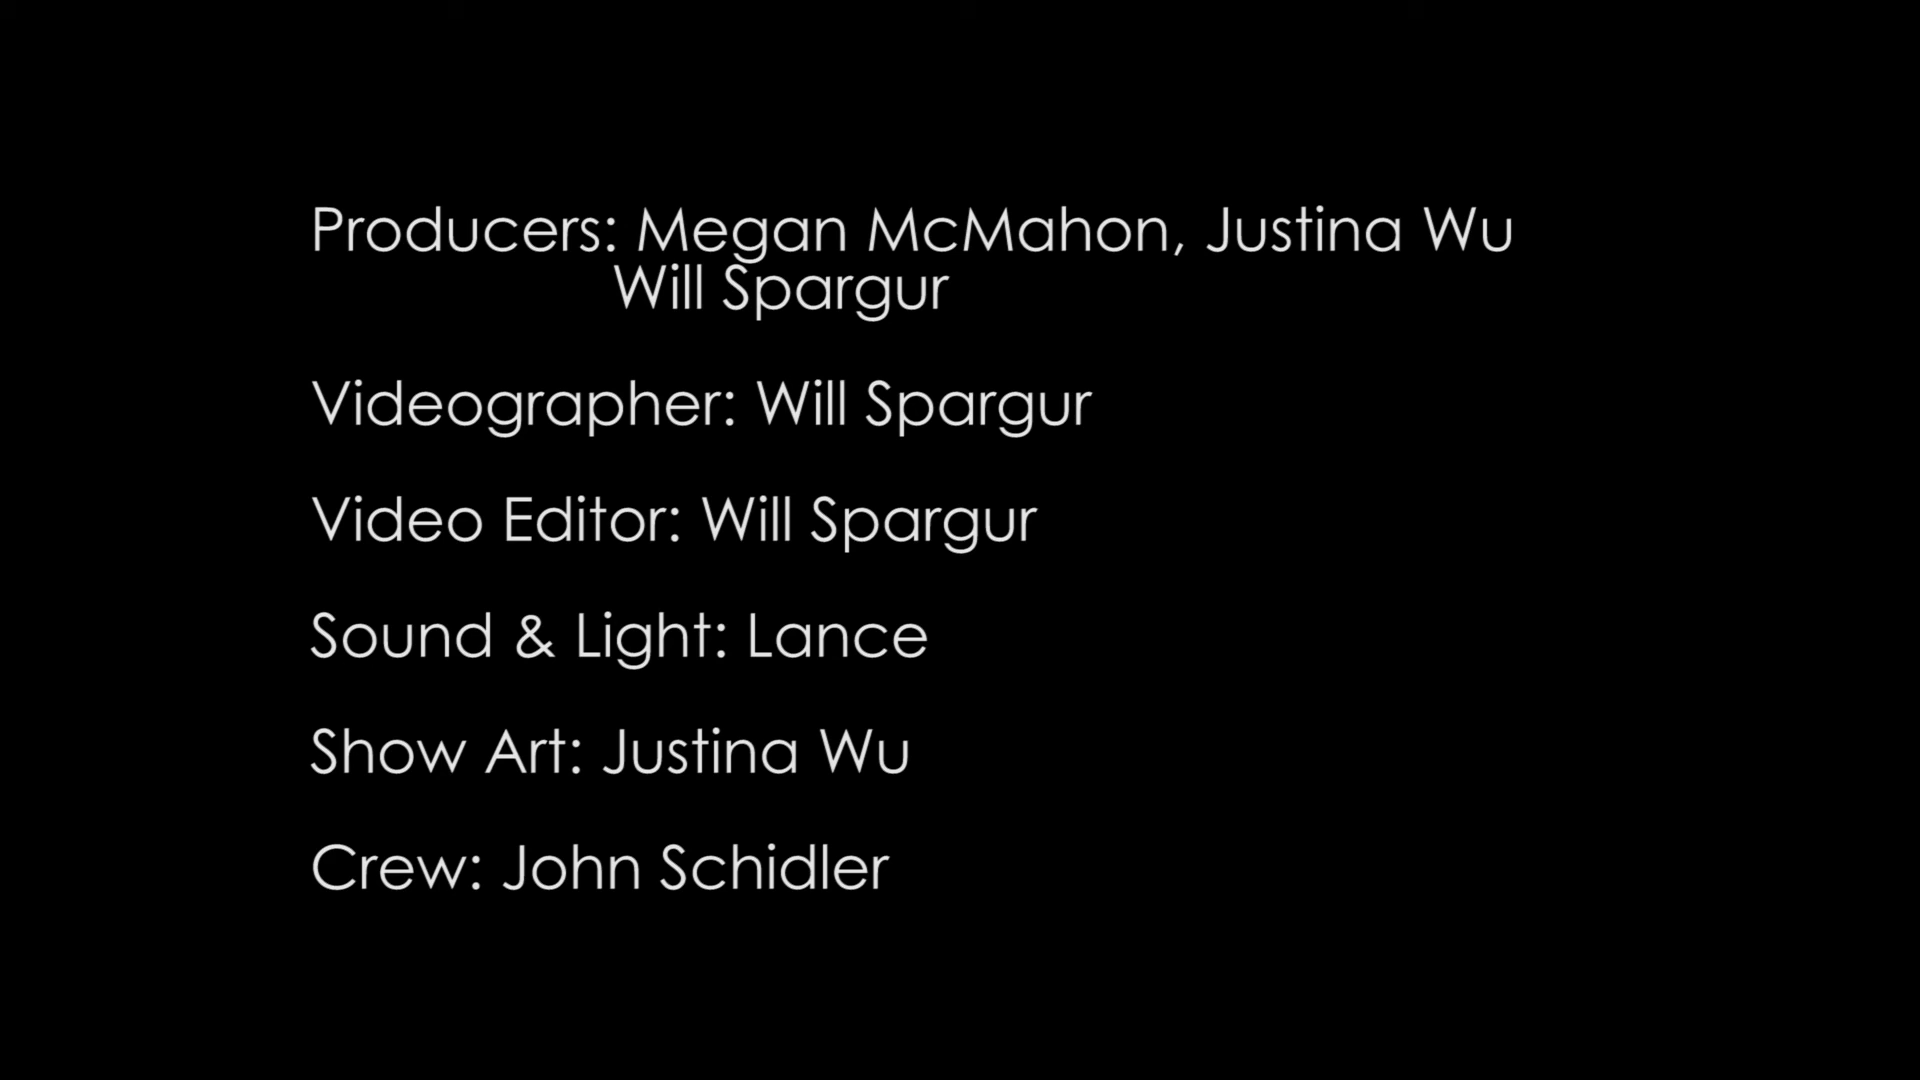 Producers: Megan McMahon, Justina Wu
Will Spargur
Videographer: Will Spargur
Video Editor: Will Spargur
Sound & Light: Lance
Show Art: Justina Wu
Crew: John Schidler